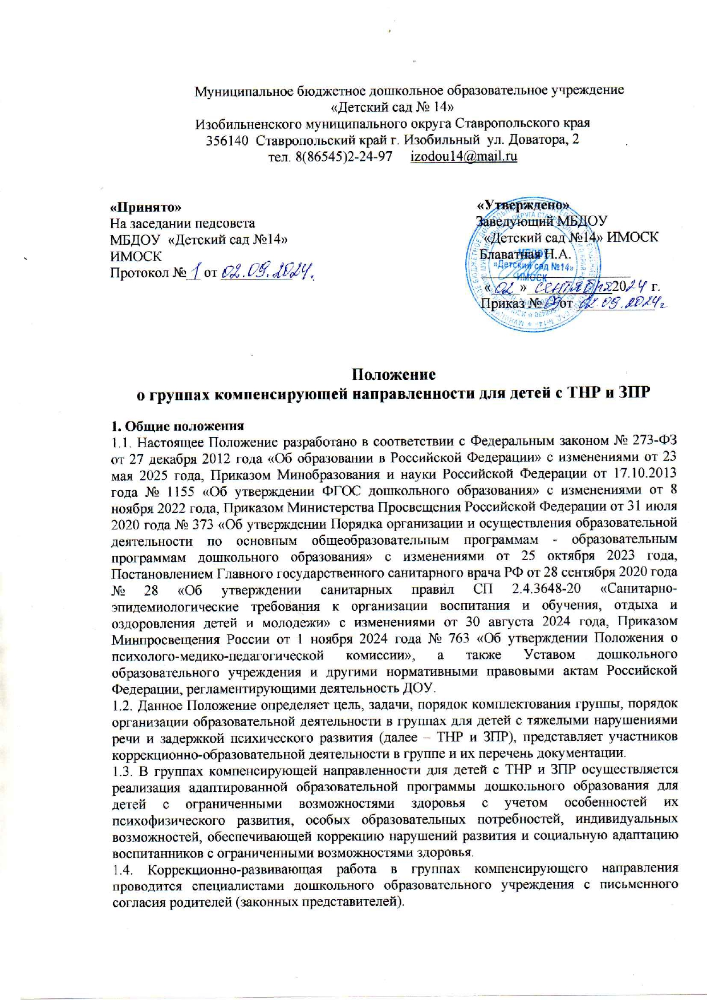 Муниципальное бюджетное дошкольное образовательное учреждение
«Детский сад № 14»
Изобильненского муниципального округа Ставропольского края
356140 Ставропольский край г. Изобильный ул. Доватора, 2
тел. 8(86545)2-24-97 izodou14@mail.ru
«Принято»
На заседании педсовета
МБДОУ «Детский сад №14»
ИМОСК
Протокол № 1 от 02.09.2024.
«Утверждено»
Заведующий МБДОУ
«Детский сад №14» ИМОСК
Блаватная Н.А.
«02» сентября 2024 г.
Приказ № от 02.09.2024г
МБДОУ
«Детский сад №14»
ИМОСК
Положение
о группах компенсирующей направленности для детей с ТНР и ЗПР
1. Общие положения
1.1. Настоящее Положение разработано в соответствии с Федеральным законом № 273-ФЗ
от 27 декабря 2012 года «Об образовании в Российской Федерации» с изменениями от 23
мая 2025 года, Приказом Минобразования и науки Российской Федерации от 17.10.2013
года № 1155 «Об утверждении ФГОС дошкольного образования» с изменениями от 8
ноября 2022 года, Приказом Министерства Просвещения Российской Федерации от 31 июля
2020 года № 373 «Об утверждении Порядка организации и осуществления образовательной
деятельности по основным общеобразовательным программам - образовательным
программам дошкольного образования» с изменениями от 25 октября 2023 года,
Постановлением Главного государственного санитарного врача РФ от 28 сентября 2020 года
№ 28 «Об утверждении санитарных правил СП 2.4.3648-20 «Санитарно-
эпидемиологические требования к организации воспитания и обучения, отдыха и
оздоровления детей и молодежи» с изменениями от 30 августа 2024 года, Приказом
Минпросвещения России от 1 ноября 2024 года № 763 «Об утверждении Положения о
психолого-медико-педагогической комиссии», а также Уставом дошкольного
образовательного учреждения и другими нормативными правовыми актам Российской
Федерации, регламентирующими деятельность ДОУ.
1.2. Данное Положение определяет цель, задачи, порядок комплектования группы, порядок
организации образовательной деятельности в группах для детей с тяжелыми нарушениями
речи и задержкой психического развития (далее – ТНР и ЗПР), представляет участников
коррекционно-образовательной деятельности в группе и их перечень документации.
1.3. В группах компенсирующей направленности для детей с ТНР и ЗПР осуществляется
реализация адаптированной образовательной программы дошкольного образования для
детей с ограниченными возможностями здоровья с учетом особенностей их
психофизического развития, особых образовательных потребностей, индивидуальных
возможностей, обеспечивающей коррекцию нарушений развития и социальную адаптацию
воспитанников с ограниченными возможностями здоровья.
1.4. Коррекционно-развивающая работа в группах компенсирующего направления
проводится специалистами дошкольного образовательного учреждения с письменного
согласия родителей (законных представителей).